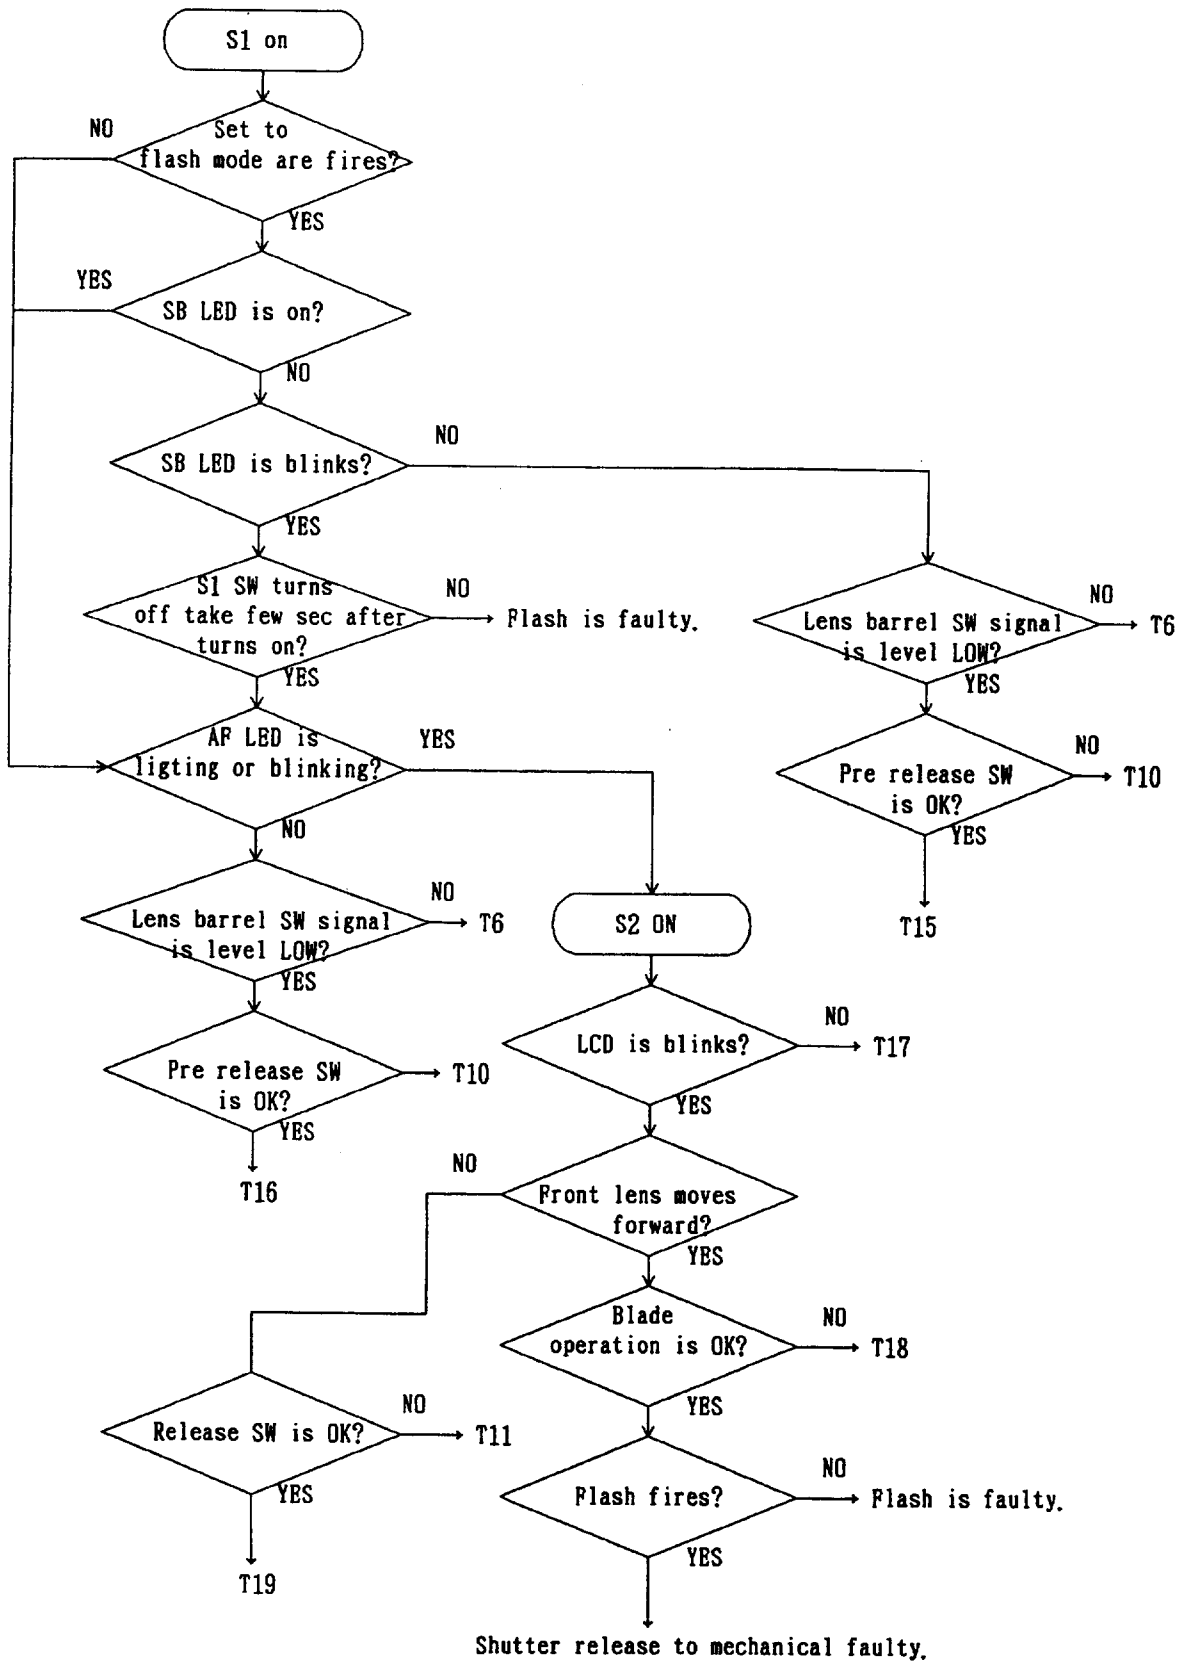 S1 on
NO
Set to
flash mode are fires?
YES
YES
SB LED is on?
NO
NO
SB LED is blinks?
YES
S1 SW turns
off take few sec after
turns on?
NO
Flash is faulty.
YES
NO
Lens barrel SW signal
is level LOW?
T6
YES
AF LED is
ligting or blinking?
YES
NO
Pre release SW
is OK?
NO
T10
YES
T15
Lens barrel SW signal
is level LOW?
NO
T6
YES
S2 ON
Pre release SW
is OK?
T10
YES
T16
LCD is blinks?
NO
T17
YES
NO
Front lens moves
forward?
YES
Blade
operation is OK?
NO
T18
YES
Release SW is OK?
NO
T11
YES
T19
Flash fires?
NO
Flash is faulty.
YES
Shutter release to mechanical faulty.